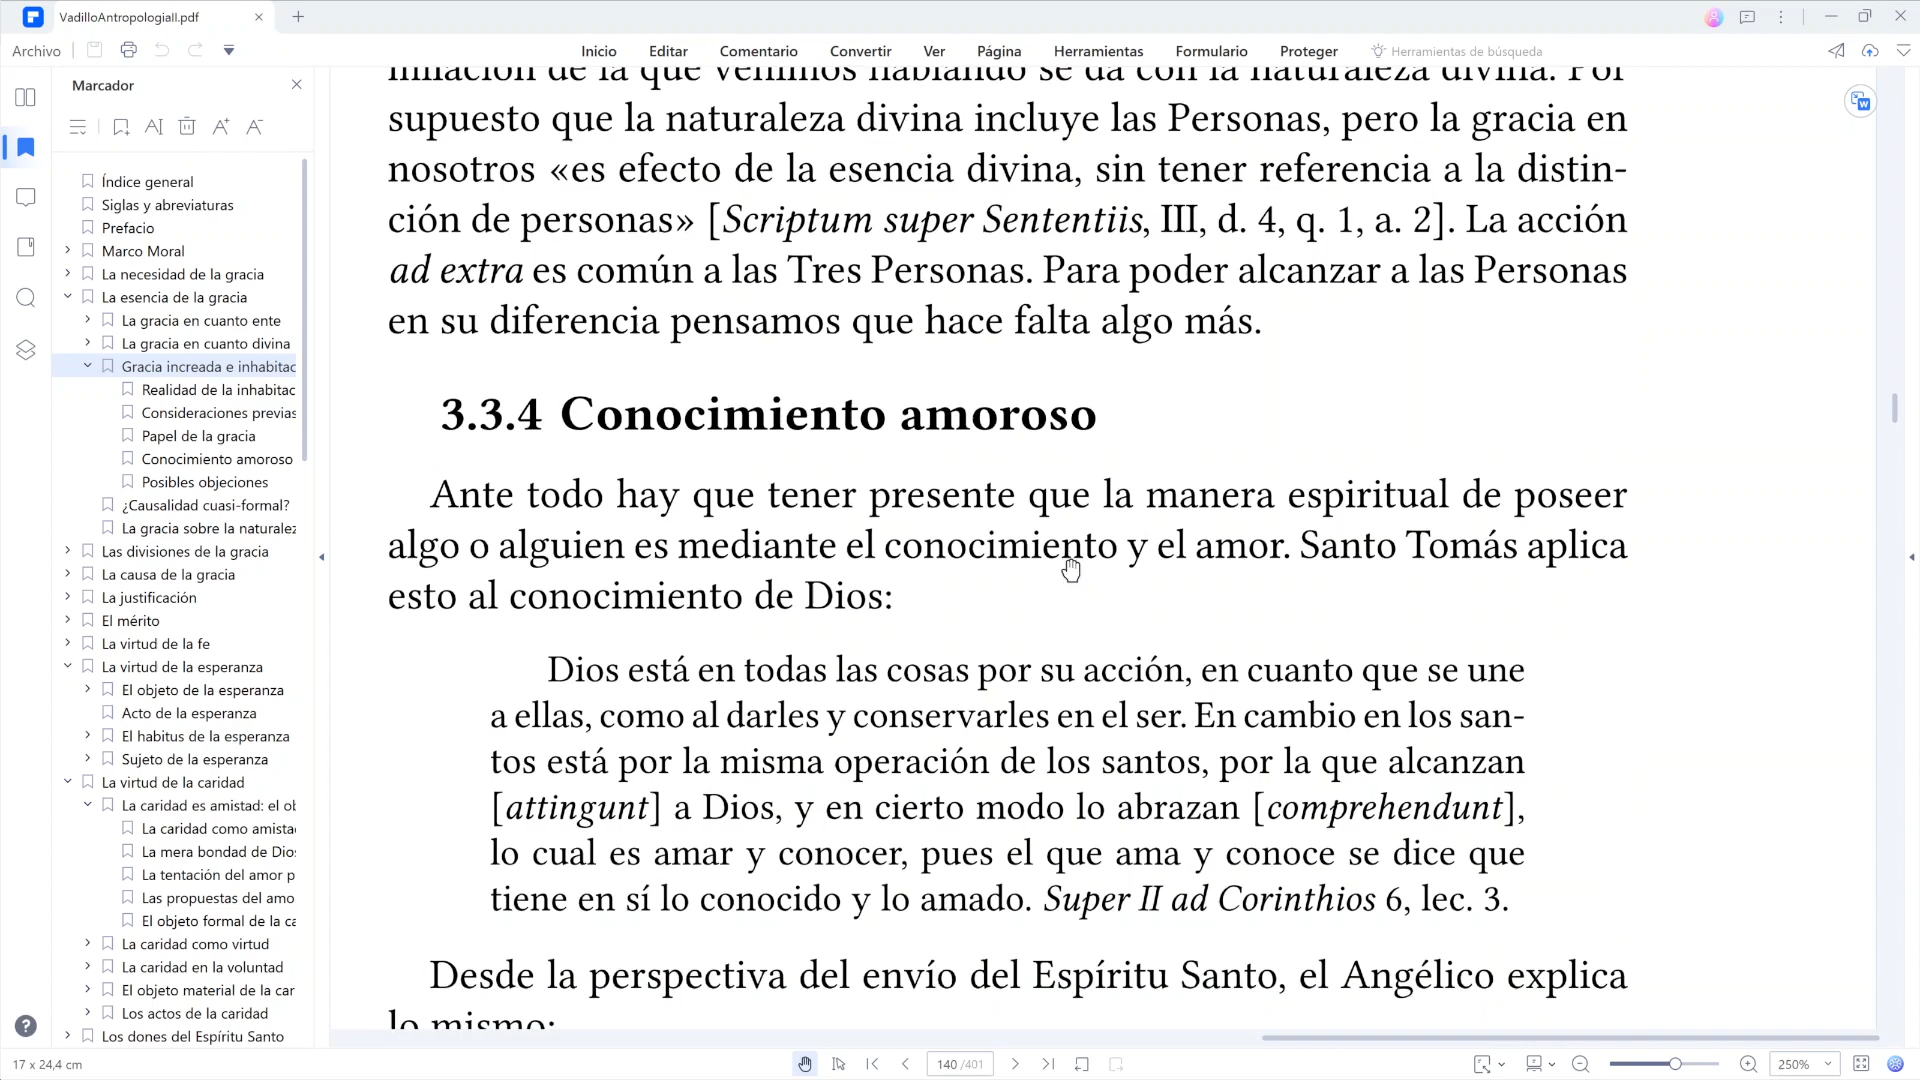 VadilloAntropologiaII.pdf
Archivo
Inicio
Editar
Comentario
Convertir
Ver
Página
Herramientas
Formulario
Proteger
Herramientas de búsqueda
Marcador
Índice general
Siglas y abreviaturas
Prefacio
Marco Moral
La necesidad de la gracia
La esencia de la gracia
La gracia en cuanto ente
La gracia en cuanto divina
Gracia increada e inhabitac
Realidad de la inhabitac
Consideraciones previas
Papel de la gracia
Conocimiento amoroso
Posibles objeciones
¿Causalidad cuasi-formal?
La gracia sobre la naturalez
Las divisiones de la gracia
La causa de la gracia
La justificación
El mérito
La virtud de la fe
La virtud de la esperanza
El objeto de la esperanza
Acto de la esperanza
El habitus de la esperanza
Sujeto de la esperanza
La virtud de la caridad
La caridad es amistad: el ob
La caridad como amista
La mera bondad de Dio
La tentación del amor p
Las propuestas del amo
El objeto formal de la ca
La caridad como virtud
La caridad en la voluntad
El objeto material de la car
Los actos de la caridad
Los dones del Espíritu Santo
de la que venimos hablando se da con la naturaleza divina. Por
supuesto que la naturaleza divina incluye las Personas, pero la gracia en
nosotros «es efecto de la esencia divina, sin tener referencia a la distin-
ción de personas» [Scriptum super Sententiis, III, d. 4, q. 1, a. 2]. La acción
ad extra es común a las Tres Personas. Para poder alcanzar a las Personas
en su diferencia pensamos que hace falta algo más.
3.3.4 Conocimiento amoroso
Ante todo hay que tener presente que la manera espiritual de poseer
algo o alguien es mediante el conocimiento y el amor. Santo Tomás aplica
esto al conocimiento de Dios:
Dios está en todas las cosas por su acción, en cuanto que se une
a ellas, como al darles y conservarles en el ser. En cambio en los san-
tos está por la misma operación de los santos, por la que alcanzan
[attingunt] a Dios, y en cierto modo lo abrazan [comprehendunt],
lo cual es amar y conocer, pues el que ama y conoce se dice que
tiene en sí lo conocido y lo amado. Super II ad Corinthios 6, lec. 3.
Desde la perspectiva del envío del Espíritu Santo, el Angélico explica
lo mismo:
17 x 24,4 cm
140 /401
250%